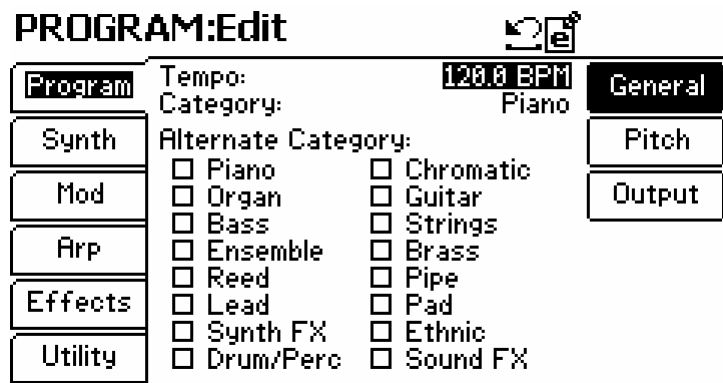 PROGRAM:Edit
Program
Tempo: 120.0 BPM
General
Category: Piano
Synth
Alternate Category:
Pitch
Piano Chromatic
Mod
Organ Guitar
Output
Bass Strings
Arp
Ensemble Brass
Reed Pipe
Effects
Lead Pad
Synth FX Ethnic
Utility
Drum/Perc Sound FX